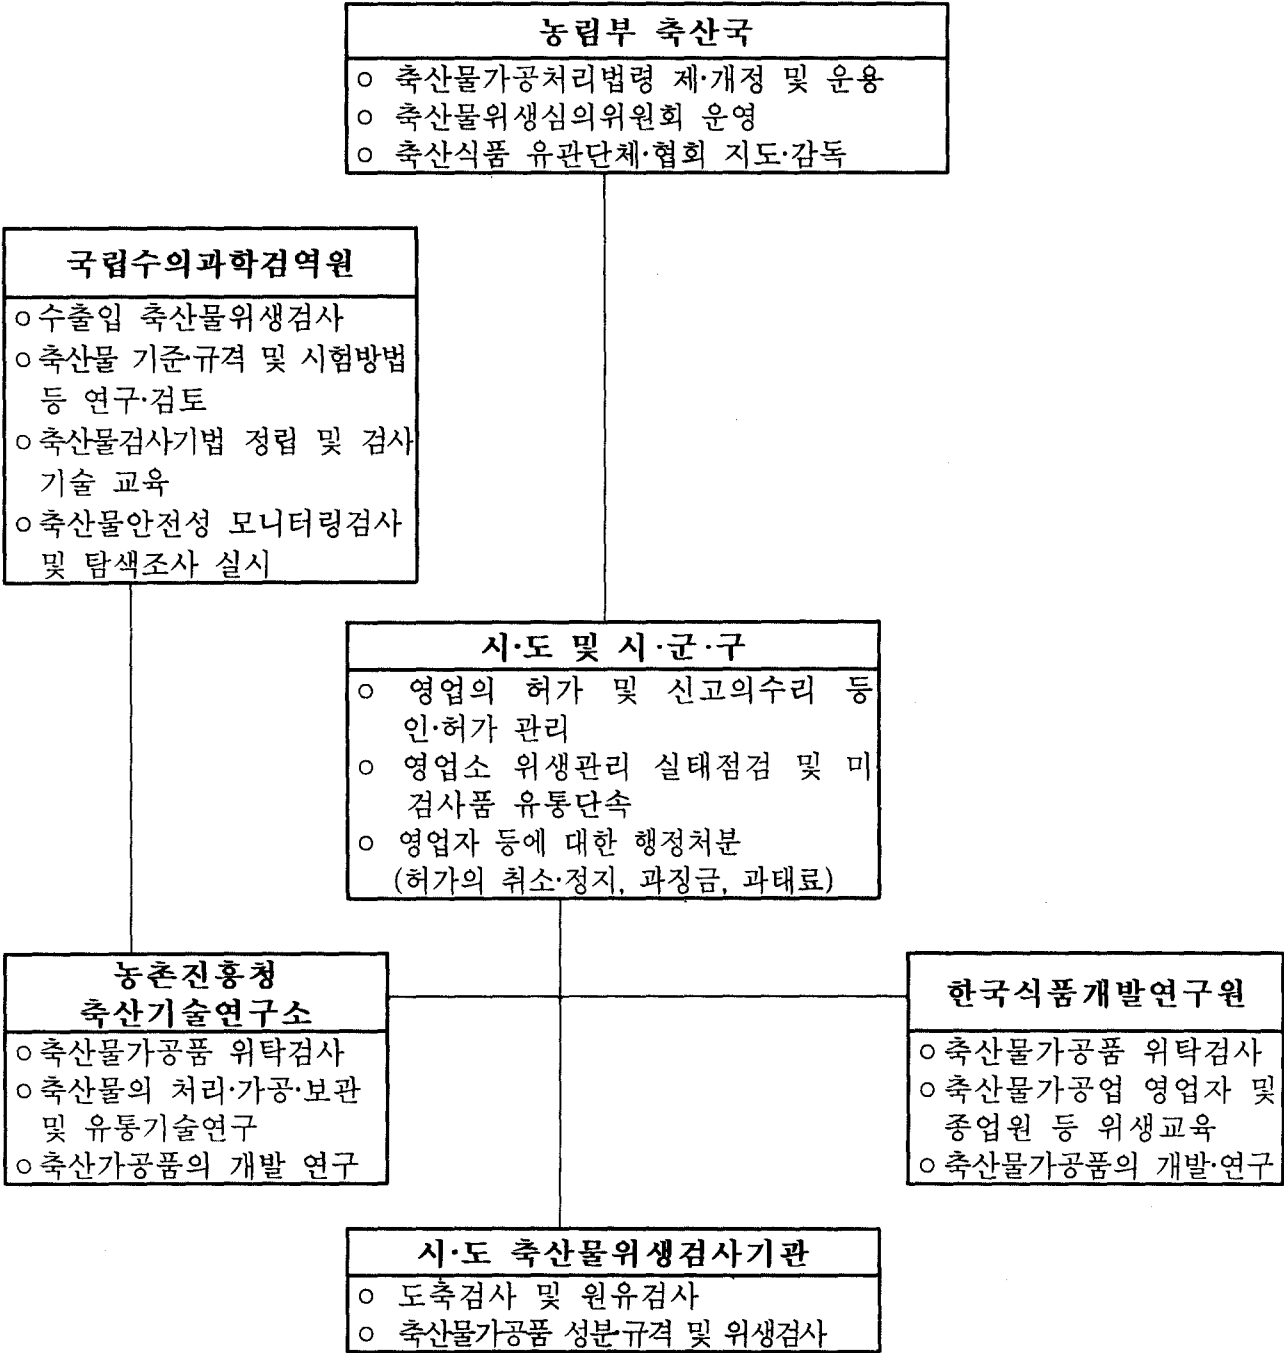 농림부 축산국
○ 축산물가공처리법령 제·개정 및 운용
○ 축산물위생심의위원회 운영
○ 축산식품 유관단체·협회 지도·감독
국립수의과학검역원
○수출입 축산물위생검사
○축산물 기준·규격 및 시험방법
등 연구·검토
○축산물검사기법 정립 및 검사
기술 교육
○축산물안전성 모니터링검사
및 탐색조사 실시
시·도 및 시·군·구
○ 영업의 허가 및 신고의수리 등
인·허가 관리
○ 영업소 위생관리 실태점검 및 미
검사품 유통단속
○ 영업자 등에 대한 행정처분
(허가의 취소·정지, 과징금, 과태료)
농촌진흥청
축산기술연구소
○축산물가공품 위탁검사
○축산물의 처리·가공·보관
및 유통기술연구
○축산가공품의 개발 연구
한국식품개발연구원
○축산물가공품 위탁검사
○축산물가공업 영업자 및
종업원 등 위생교육
○축산물가공품의 개발·연구
시·도 축산물위생검사기관
○ 도축검사 및 원유검사
○ 축산물가공품 성분·규격 및 위생검사